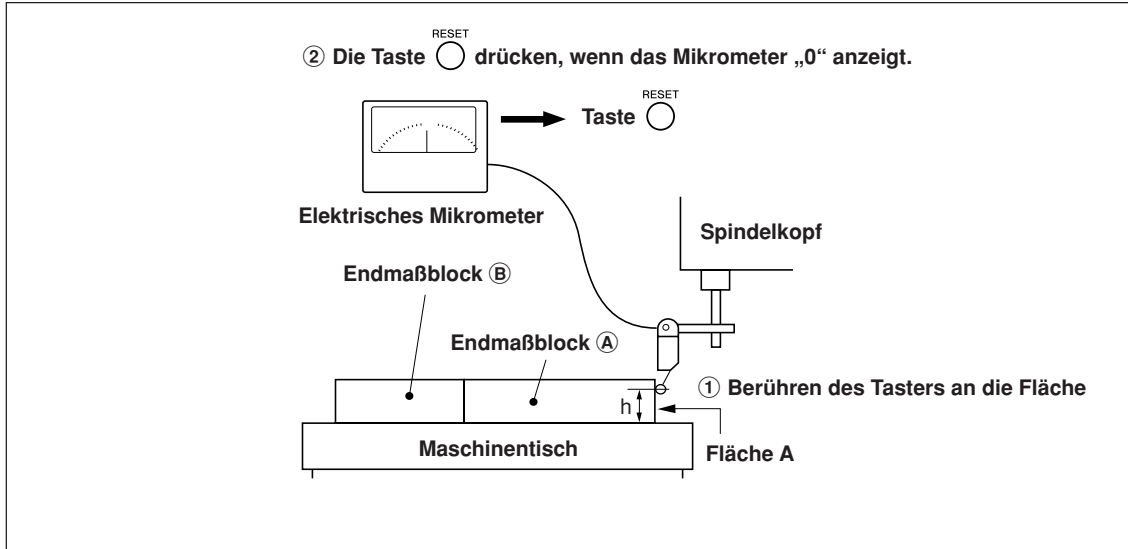 RESET
② Die Taste drücken, wenn das Mikrometer „0“ anzeigt.
RESET
Taste
Elektrisches Mikrometer
Spindelkopf
Endmaßblock Ⓑ
Endmaßblock Ⓐ
① Berühren des Tasters an die Fläche
h
Maschinentisch
Fläche A